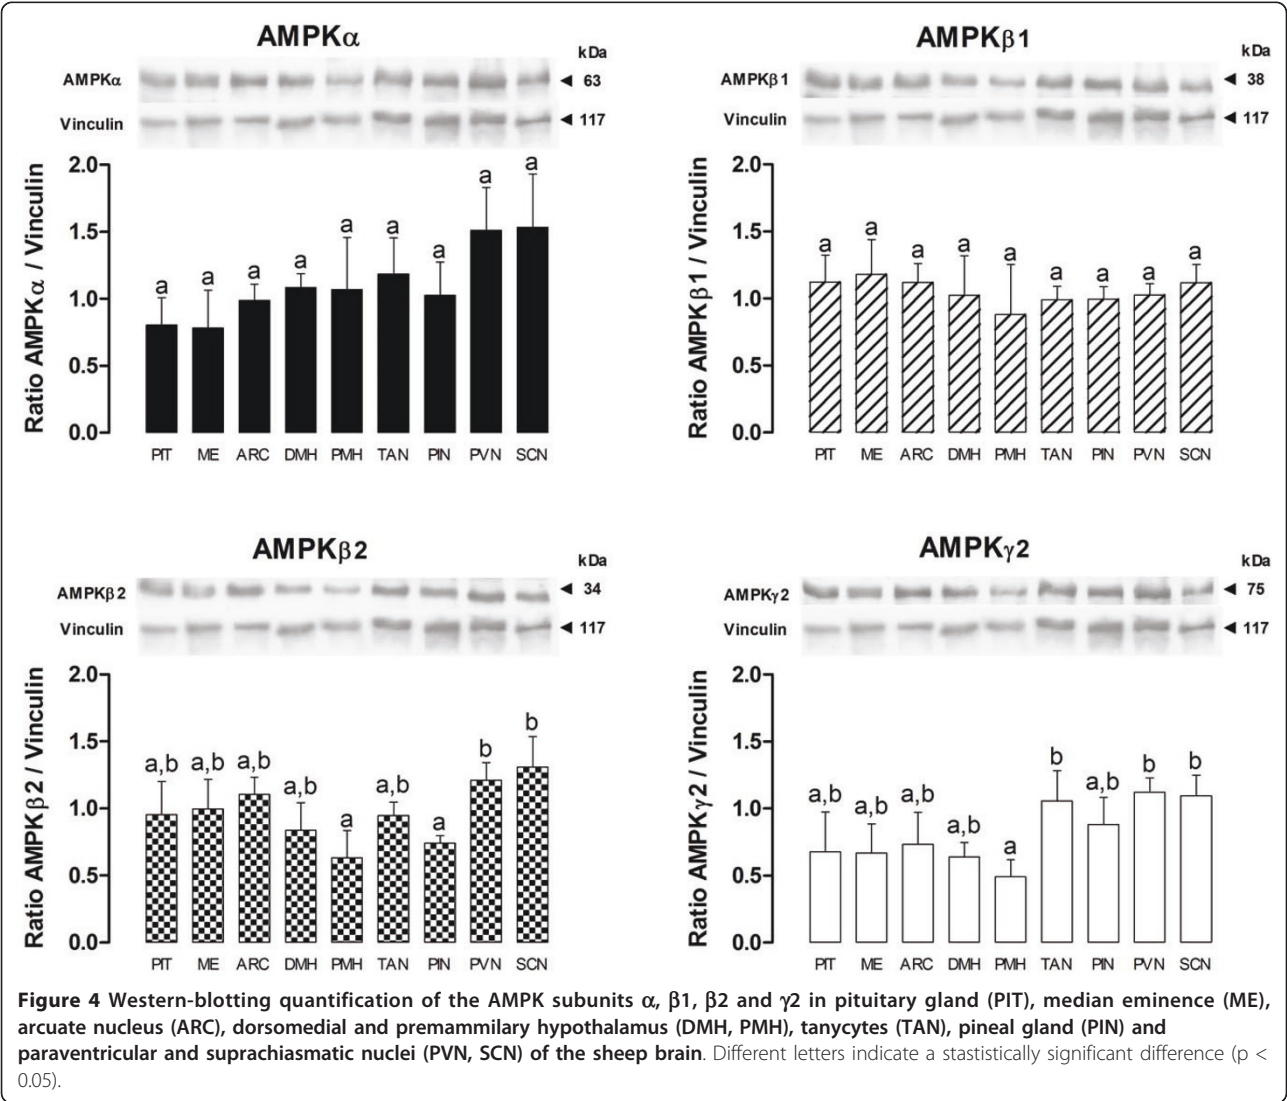 AMPKα
kDa
AMPKα ◄ 63
Vinculin ◄ 117
Ratio AMPKα / Vinculin
2.0
1.5
1.0
0.5
0.0
a a a a a a a a a
PIT ME ARC DMH PMH TAN PIN PVN SCN
AMPKβ1
kDa
AMPKβ1 ◄ 38
Vinculin ◄ 117
Ratio AMPKβ1 / Vinculin
2.0
1.5
1.0
0.5
0.0
a a a a a a a a a
PIT ME ARC DMH PMH TAN PIN PVN SCN
AMPKβ2
kDa
AMPKβ2 ◄ 34
Vinculin ◄ 117
Ratio AMPKβ2 / Vinculin
2.0
1.5
1.0
0.5
0.0
a,b a,b a,b a,b a a,b a b b
PIT ME ARC DMH PMH TAN PIN PVN SCN
AMPKγ2
kDa
AMPKγ2 ◄ 75
Vinculin ◄ 117
Ratio AMPKγ2 / Vinculin
2.0
1.5
1.0
0.5
0.0
a,b a,b a,b a,b a b a,b b b
PIT ME ARC DMH PMH TAN PIN PVN SCN
Figure 4 Western-blotting quantification of the AMPK subunits α, β1, β2 and γ2 in pituitary gland (PIT), median eminence (ME),
arcuate nucleus (ARC), dorsomedial and premammilary hypothalamus (DMH, PMH), tanycytes (TAN), pineal gland (PIN) and
paraventricular and suprachiasmatic nuclei (PVN, SCN) of the sheep brain. Different letters indicate a stastistically significant difference (p <
0.05).